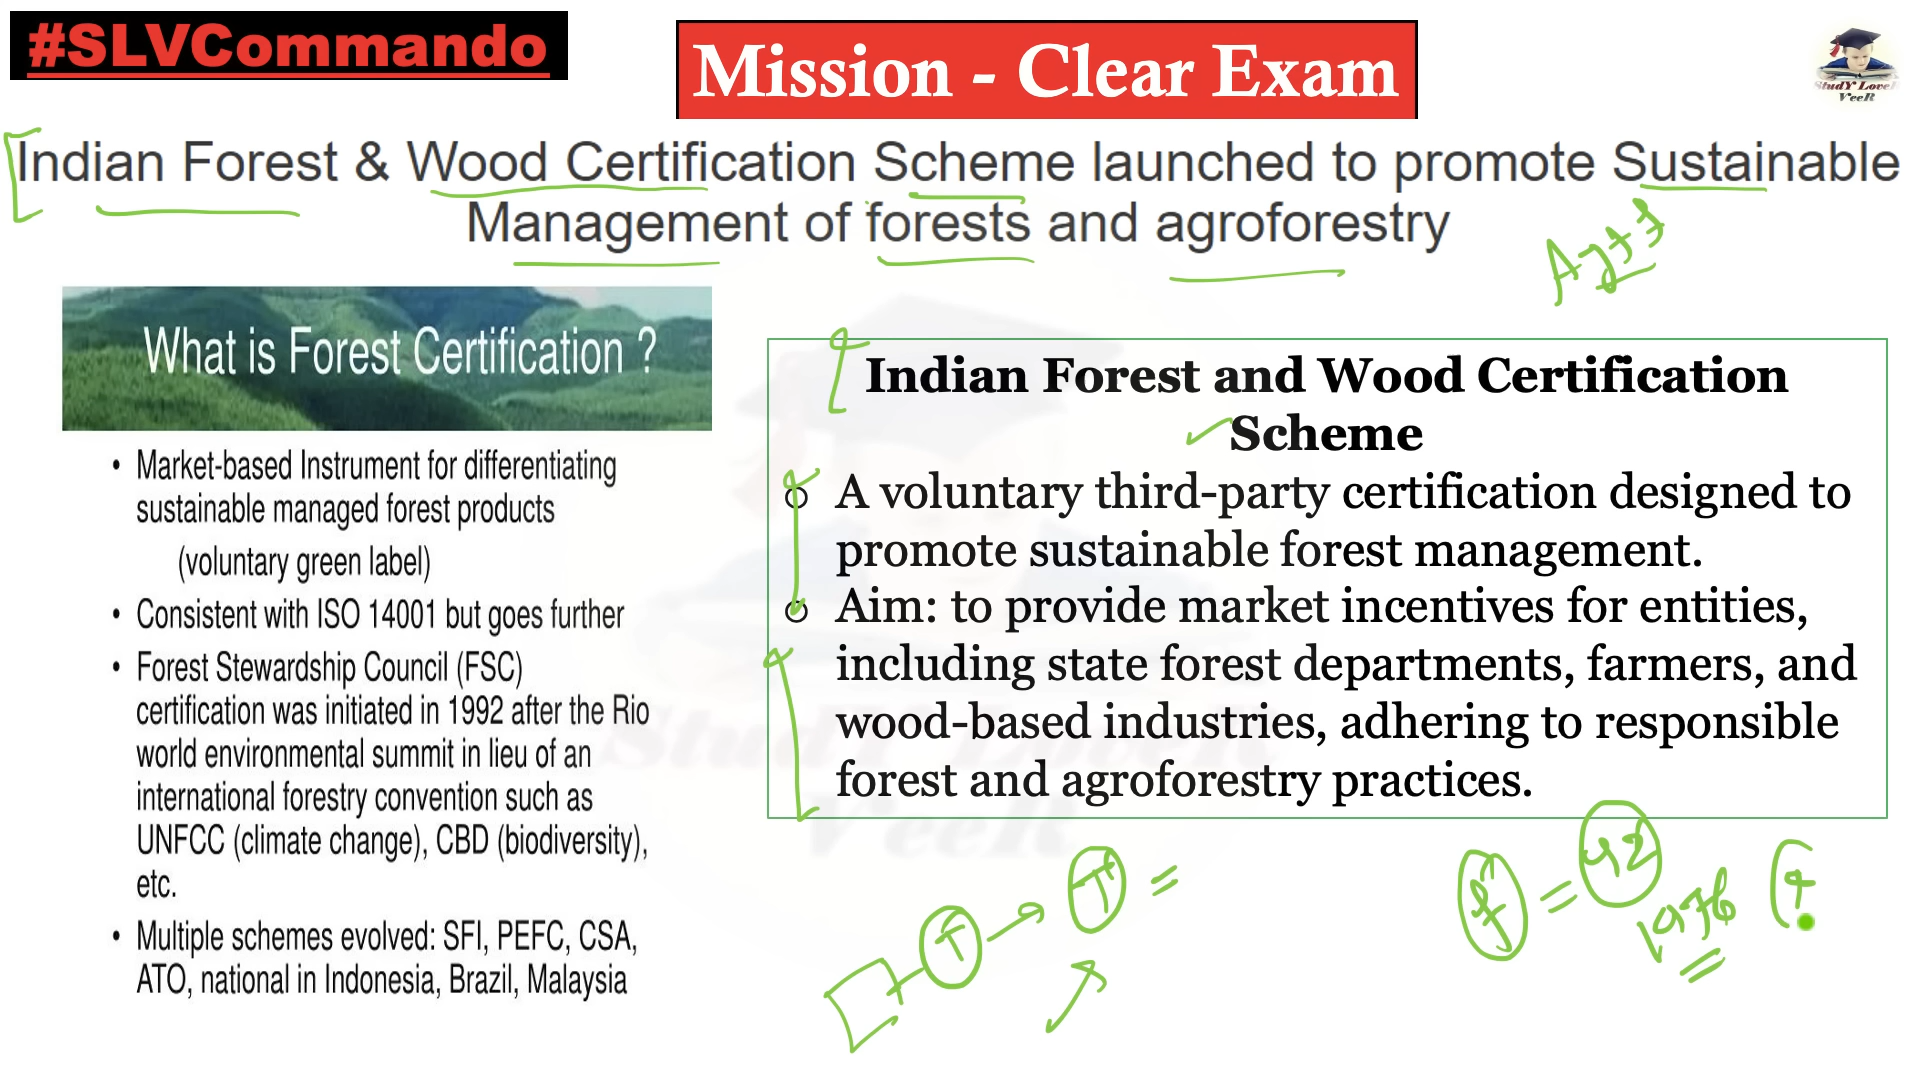 #SLVCommando
Mission - Clear Exam
StudY LoveR
VeeR
Indian Forest & Wood Certification Scheme launched to promote Sustainable
Management of forests and agroforestry
What is Forest Certification ?
• Market-based Instrument for differentiating
sustainable managed forest products
(voluntary green label)
• Consistent with ISO 14001 but goes further
• Forest Stewardship Council (FSC)
certification was initiated in 1992 after the Rio
world environmental summit in lieu of an
international forestry convention such as
UNFCC (climate change), CBD (biodiversity),
etc.
• Multiple schemes evolved: SFI, PEFC, CSA,
ATO, national in Indonesia, Brazil, Malaysia
Indian Forest and Wood Certification
Scheme
○ A voluntary third-party certification designed to
promote sustainable forest management.
○ Aim: to provide market incentives for entities,
including state forest departments, farmers, and
wood-based industries, adhering to responsible
forest and agroforestry practices.
StudY LoveR
VeeR
T
T =
= 42
1976